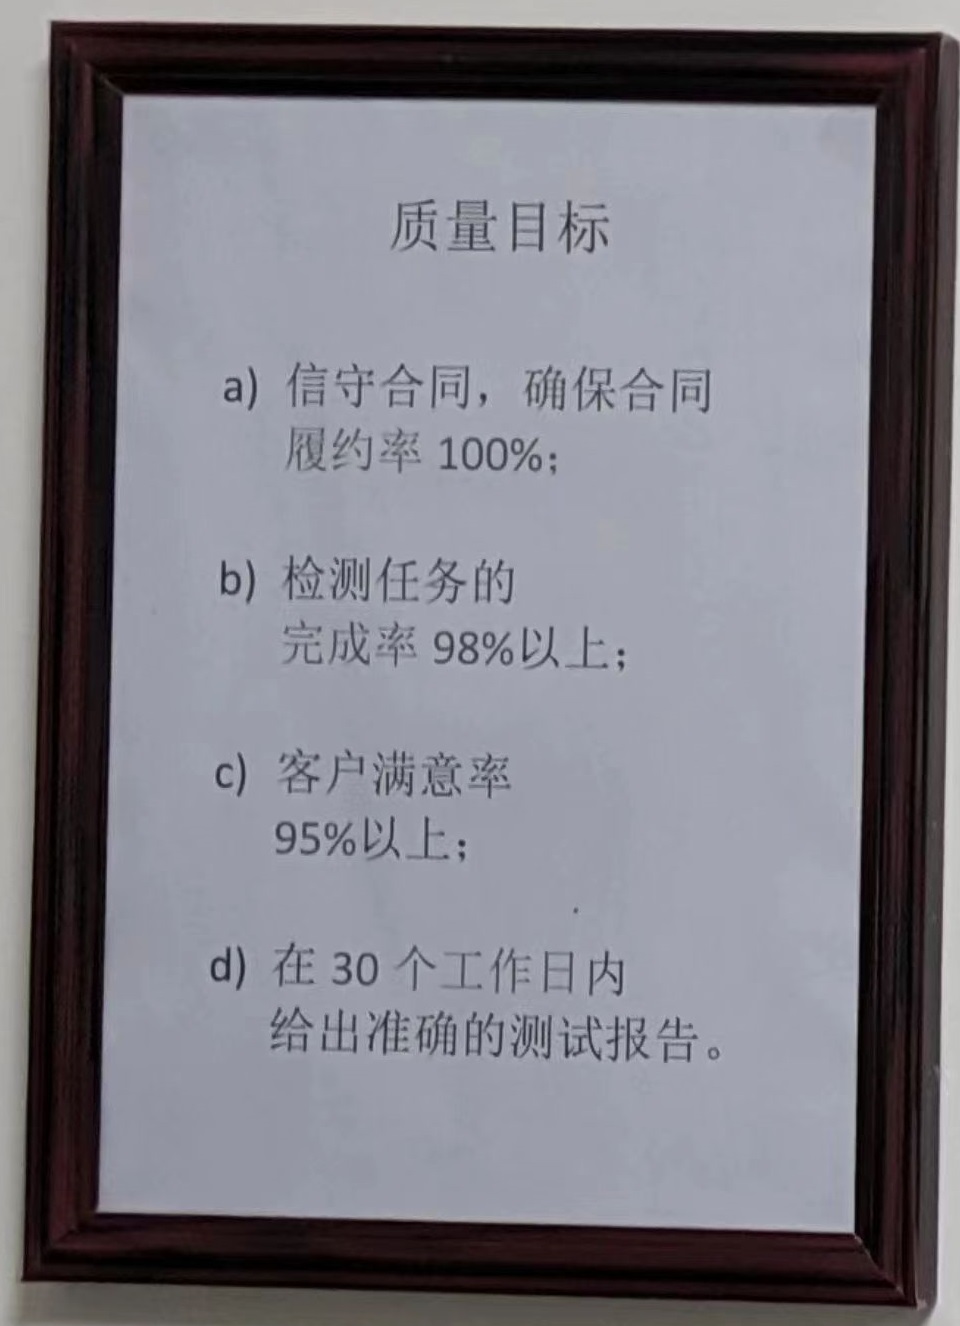 质量目标
a) 信守合同，确保合同
履约率 100%；
b) 检测任务的
完成率 98%以上；
c) 客户满意率
95%以上；
d) 在 30 个工作日内
给出准确的测试报告。